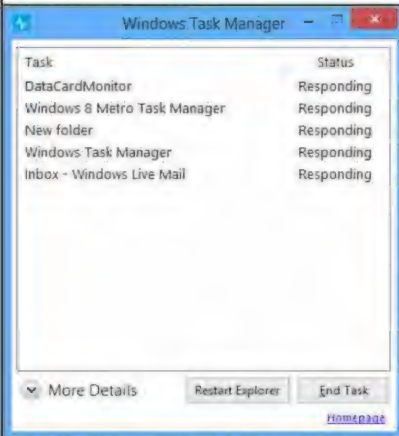 Windows Task Manager
Task Status
DataCardMonitor Responding
Windows 8 Metro Task Manager Responding
New folder Responding
Windows Task Manager Responding
Inbox - Windows Live Mail Responding
More Details Restart Explorer End Task
Homepage